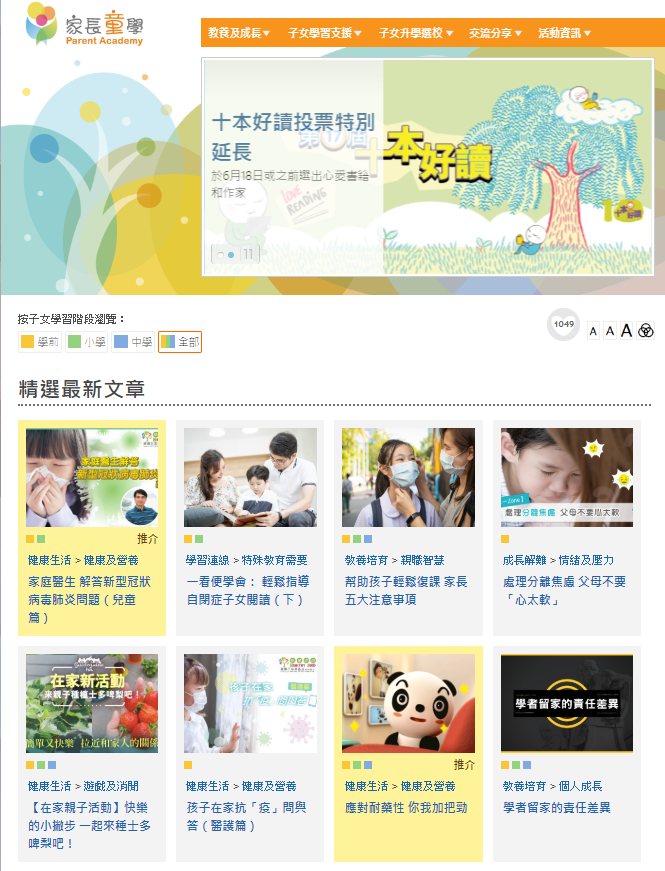 家長童學
Parent Academy
教養及成長 子女學習支援 子女升學選校 交流分享 活動資訊
十本好讀投票特別
延長
於6月18日或之前選出心愛書籍
和作家
第17屆
十本好讀
LOVE
READING
十本好讀
11
按子女學習階段瀏覽：
學前 小學 中學 全部
1049
A A A
精選最新文章
家庭醫生解答
新型冠狀病毒肺炎
推介
健康生活 > 健康及營養
家庭醫生 解答新型冠狀
病毒肺炎問題（兒童
篇）
學習連線 > 特殊教育需要
一看便學會： 輕鬆指導
自閉症子女閱讀（下）
教養培育 > 親職智慧
幫助孩子輕鬆復課 家長
五大注意事項
zone 1
處理分離焦慮 父母不要心太軟
成長解難 > 情緒及壓力
處理分離焦慮 父母不要
「心太軟」
在家新活動
來親子種植士多啤梨吧！
簡單又快樂 拉近和家人的關係
健康生活 > 遊戲及消閒
【在家親子活動】快樂
的小撇步 一起來種士多
啤梨吧！
孩子在家
健康生活 > 健康及營養
孩子在家抗「疫」問與
答（醫護篇）
推介
健康生活 > 健康及營養
應對耐藥性 你我加把勁
學者留家的責任差異
教養培育 > 個人成長
學者留家的責任差異